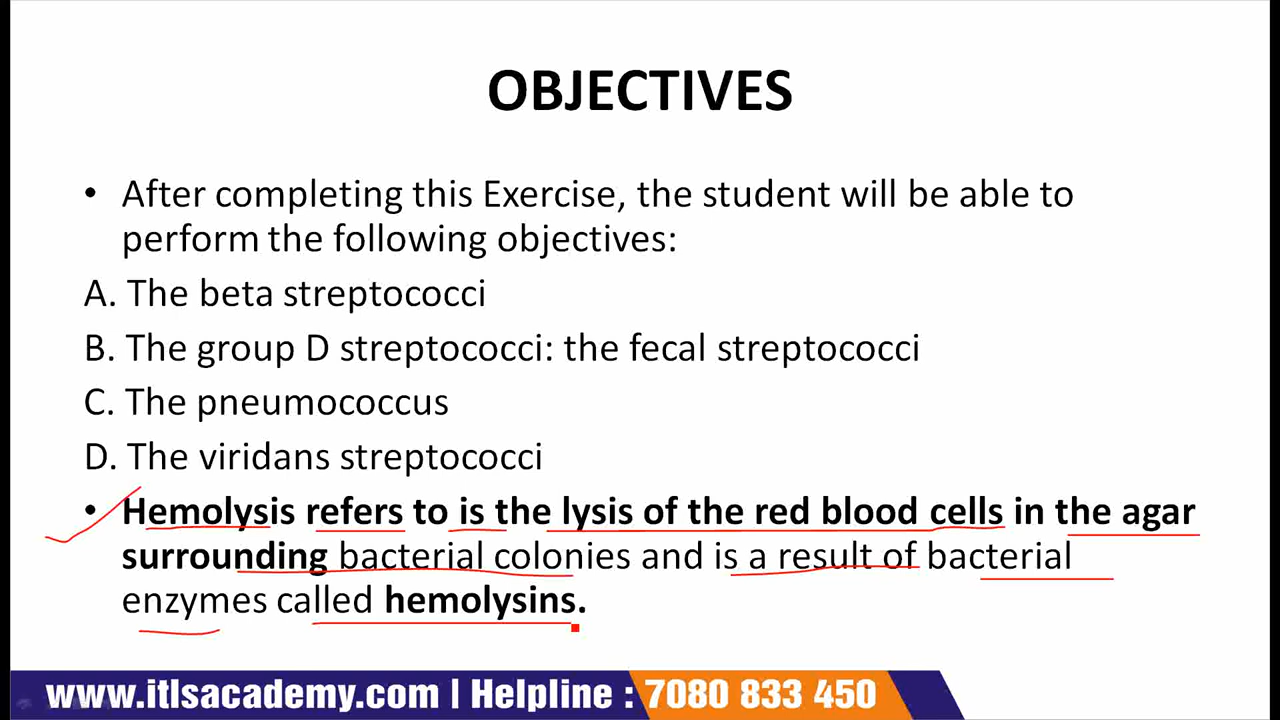 OBJECTIVES
• After completing this Exercise, the student will be able to
perform the following objectives:
A. The beta streptococci
B. The group D streptococci: the fecal streptococci
C. The pneumococcus
D. The viridans streptococci
• Hemolysis refers to is the lysis of the red blood cells in the agar
surrounding bacterial colonies and is a result of bacterial
enzymes called hemolysins.
www.itlsacademy.com | Helpline : 7080 833 450